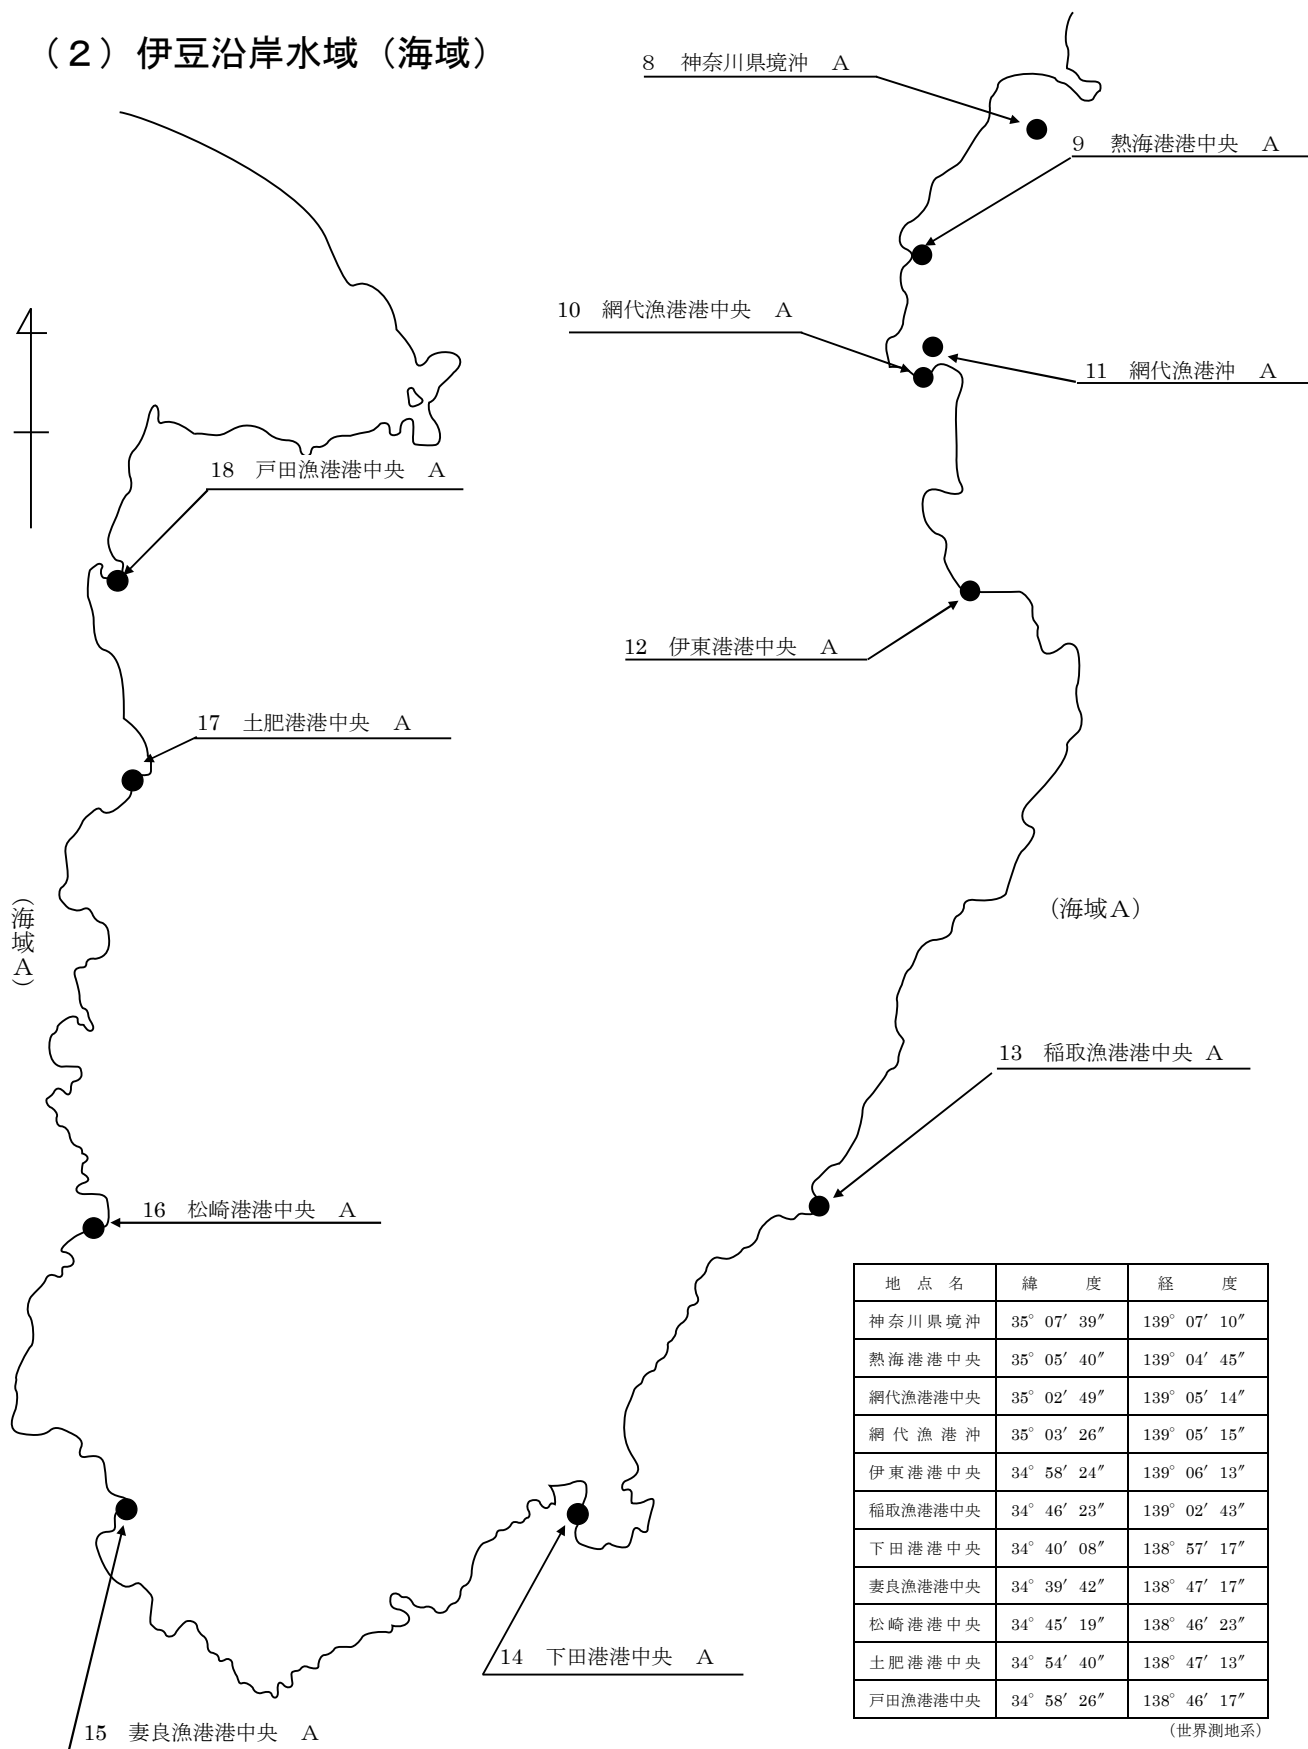 （２）伊豆沿岸水域（海域）
8　神奈川県境沖　A
9　熱海港港中央　A
10　網代漁港港中央　A
11　網代漁港沖　A
18　戸田漁港港中央　A
12　伊東港港中央　A
17　土肥港港中央　A
（海域A）
（海域A）
13　稲取漁港港中央 A
16　松崎港港中央　A
14　下田港港中央　A
15　妻良漁港港中央　A
地点名　緯度　経度
神奈川県境沖　35°07′39″　139°07′10″
熱海港港中央　35°05′40″　139°04′45″
網代漁港港中央　35°02′49″　139°05′14″
網代漁港沖　35°03′26″　139°05′15″
伊東港港中央　34°58′24″　139°06′13″
稲取漁港港中央　34°46′23″　139°02′43″
下田港港中央　34°40′08″　138°57′17″
妻良漁港港中央　34°39′42″　138°47′17″
松崎港港中央　34°45′19″　138°46′23″
土肥港港中央　34°54′40″　138°47′13″
戸田漁港港中央　34°58′26″　138°46′17″
（世界測地系）